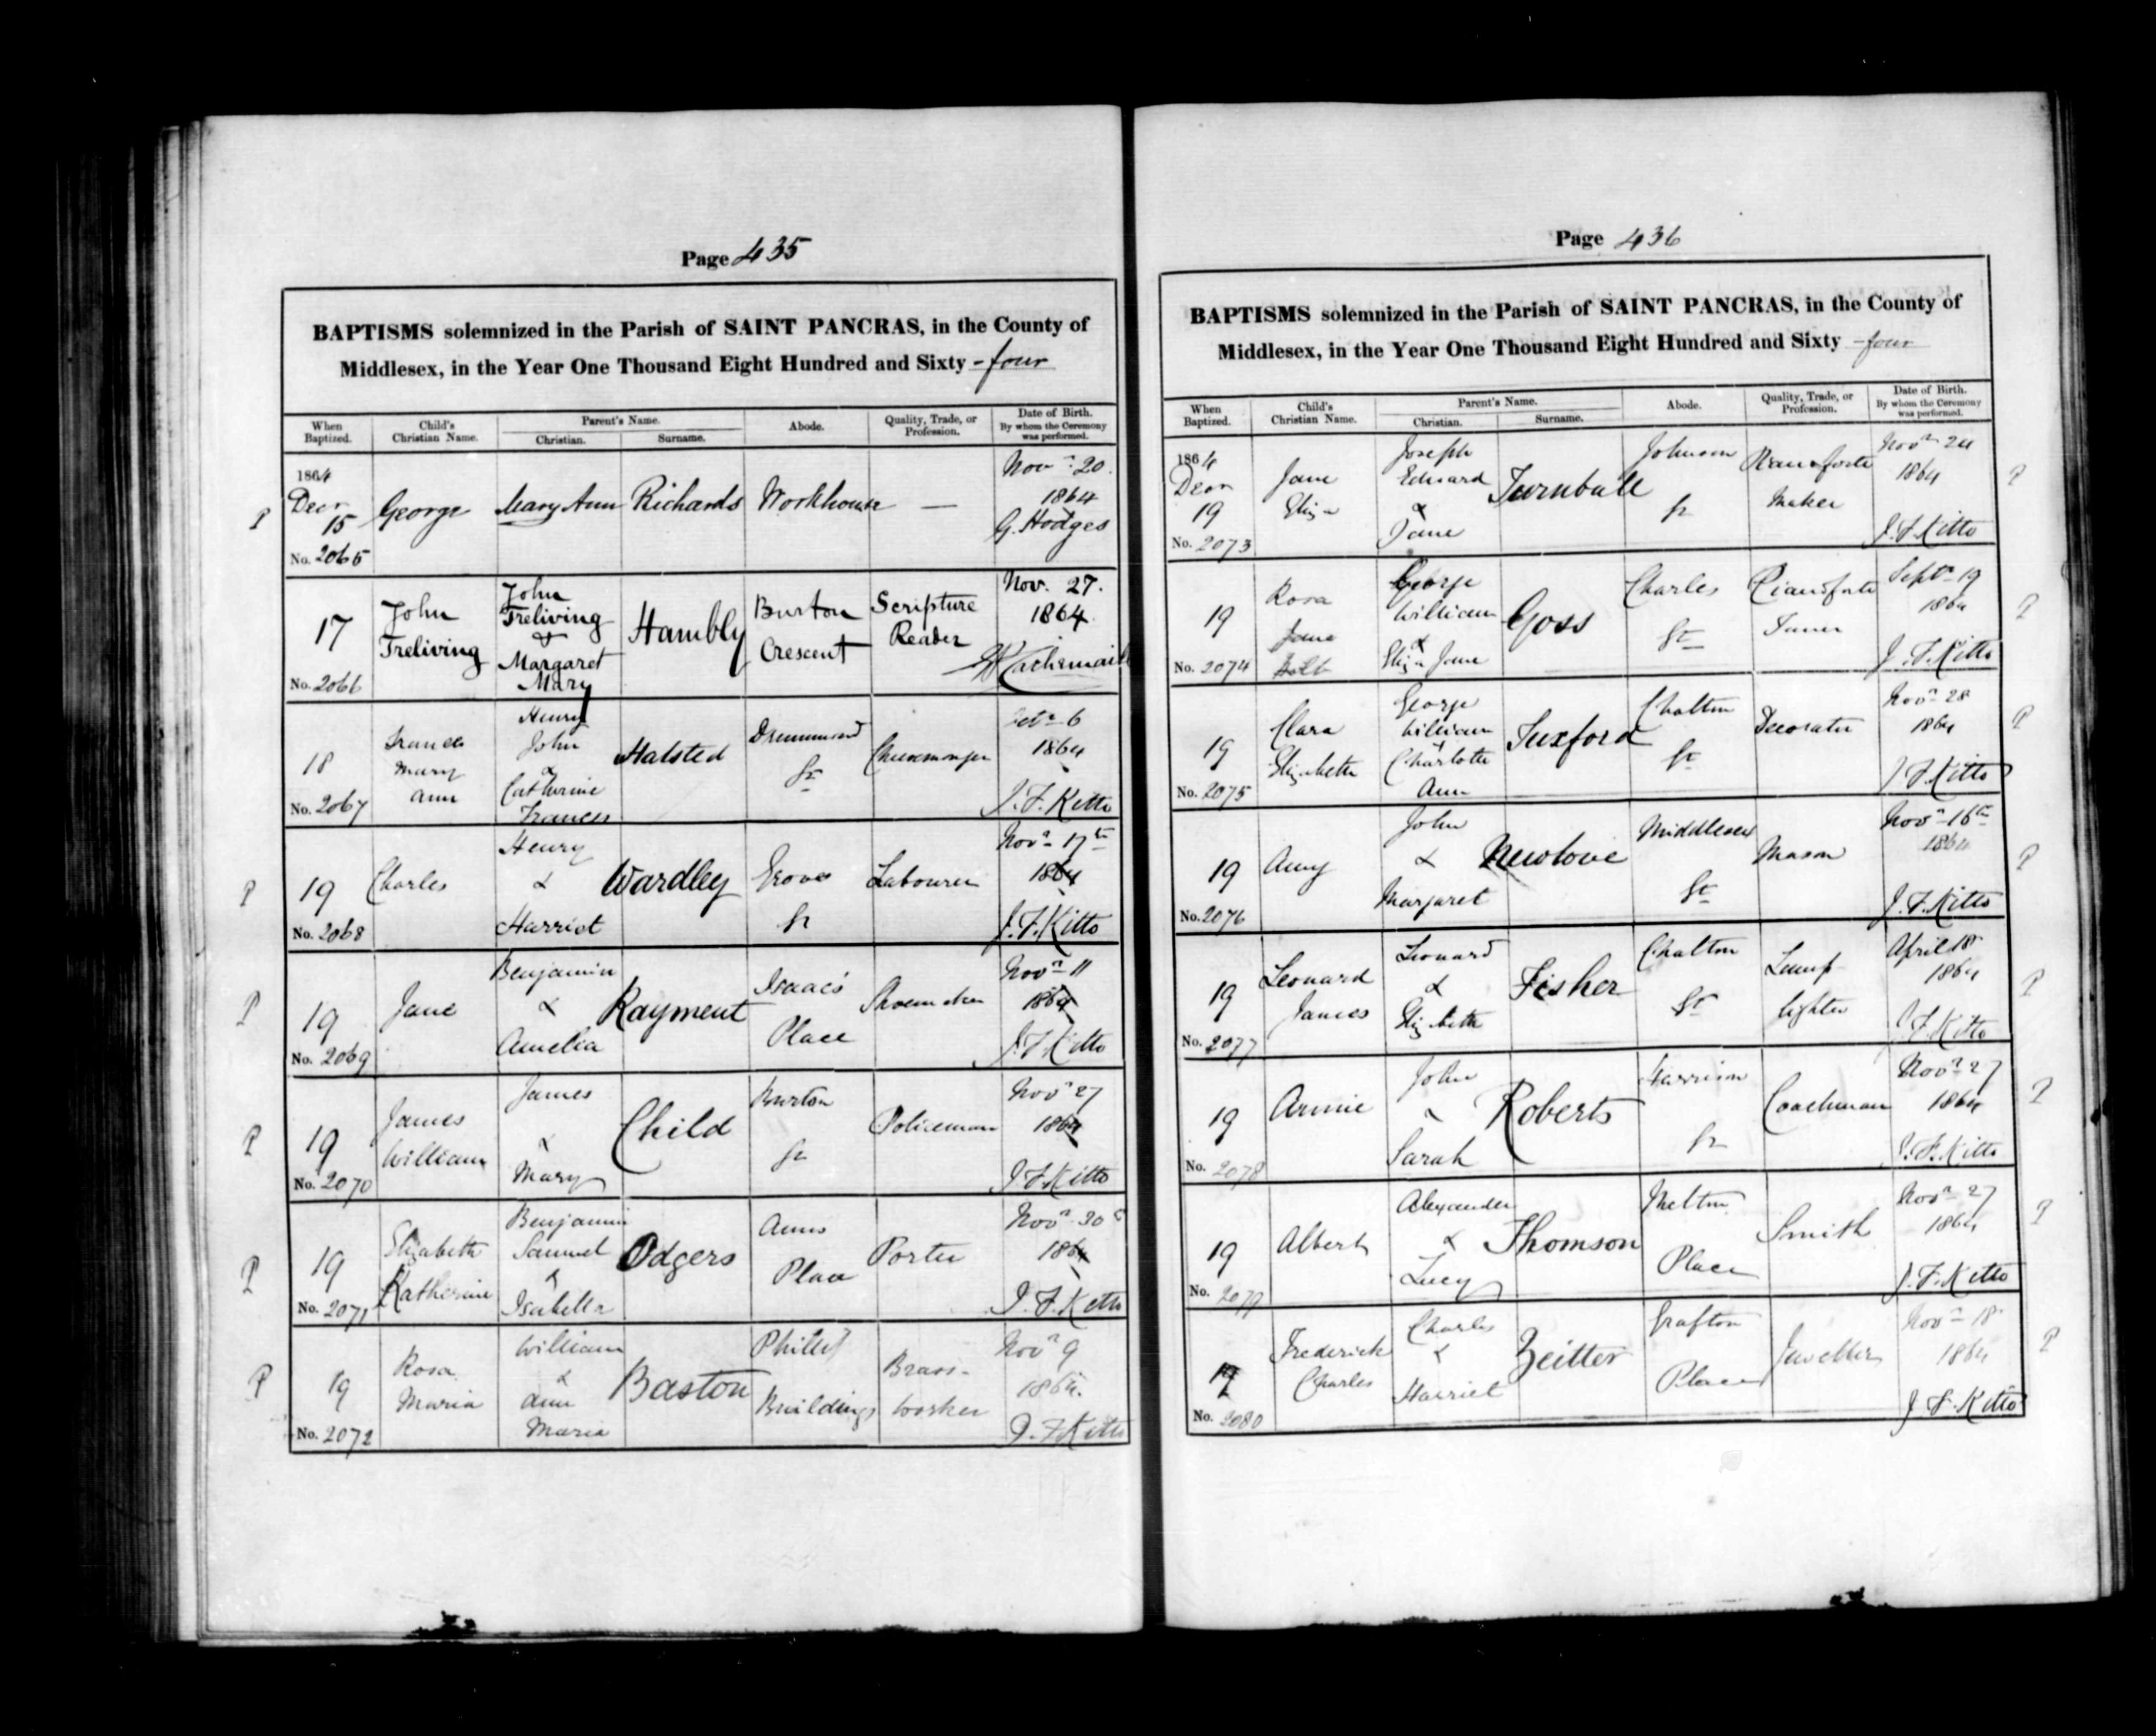 Page 435
BAPTISMS solemnized in the Parish of SAINT PANCRAS, in the County of
Middlesex, in the Year One Thousand Eight Hundred and Sixty -four
When Baptized. Child's Christian Name. Parent's Name. Christian. Surname. Abode. Quality, Trade, or Profession. Date of Birth. By whom the Ceremony was performed.
1864
Decr 15
No. 2065
George
Mary Ann
Richards
Workhouse
—
Novr 20.
1864
G. Hodges
P
17
No. 2066
John
Treliving
John
Treliving
&
Margaret
Mary
Hambly
Burton
Crescent
Scripture
Reader
Nov. 27.
1864.
18
No. 2067
Frances
Mary
Ann
Henry
John
&
Catherine
Frances
Halsted
Drummond
St
Cheesemonger
Octr 6
1864
J. F. Kitto
P
19
No. 2068
Charles
Henry
&
Harriet
Wardley
Grove
St
Labourer
Novr 17th
1864
J. F. Kitto
P
19
No. 2069
Jane
Benjamin
&
Amelia
Rayment
Isaac's
Place
Shoemaker
Novr 11
1864
J. F. Kitto
P
19
No. 2070
James
William
James
&
Mary
Child
Burton
St
Policeman
Novr 27
1864
J. F. Kitto
P
19
No. 2071
Elizabeth
Katherine
Benjamin
Samuel
&
Isabella
Odgers
Anns
Place
Porter
Novr 30
1864
J. F. Kitto
P
19
No. 2072
Rosa
Maria
William
&
Ann
Maria
Baston
Buildings
Brass-
worker
Novr 9
1864.
J. F. Kitto
Page 436
BAPTISMS solemnized in the Parish of SAINT PANCRAS, in the County of
Middlesex, in the Year One Thousand Eight Hundred and Sixty -four
When Baptized. Child's Christian Name. Parent's Name. Christian. Surname. Abode. Quality, Trade, or Profession. Date of Birth. By whom the Ceremony was performed.
1864
Decr
19
No. 2073
Jane
Eliza
Joseph
Edward
&
Jane
Turnbull
Johnson
St
Pianoforte
Maker
Novr 24
1864
J. F. Kitto
P
19
No. 2074
Rosa
Jane
Holt
George
William
&
Eliza Jane
Goss
Charles
St
Pianoforte
Tuner
Septr 19
1864
J. F. Kitto
P
19
No. 2075
Clara
Elizabeth
George
William
&
Charlotte
Ann
Tuxford
Chalton
St
Decorator
Novr 28
1864
J. F. Kitto
P
19
No. 2076
Amy
John
&
Margaret
Newlove
Middlesex
St
Mason
Novr 16th
1864
J. F. Kitto
P
19
No. 2077
Leonard
James
Leonard
&
Elizabeth
Fisher
Chalton
St
Lamp
lighter
April 18
1864
J. F. Kitto
P
19
No. 2078
Annie
John
&
Sarah
Roberts
Harrison
St
Coachman
Novr 27
1864
J. F. Kitto
P
19
No. 2079
Albert
Alexander
&
Lucy
Thomson
Melton
Place
Smith
Novr 27
1864
J. F. Kitto
P
19
No. 2080
Frederick
Charles
Charles
&
Harriet
Zeitter
Grafton
Place
Jeweller
Novr 18
1864
J. F. Kitto
P